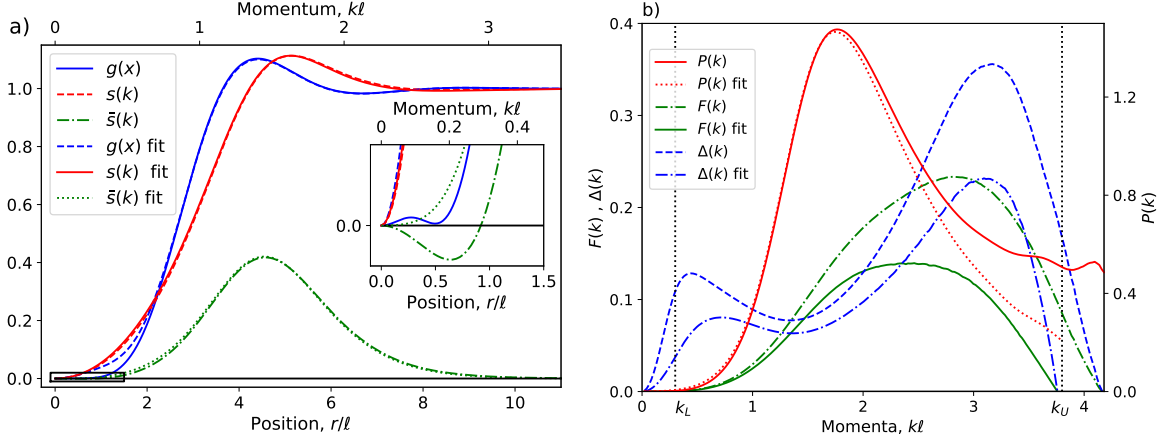 a)
Momentum, kℓ
0 1 2 3
g(x)
s(k)
s̄(k)
g(x) fit
s(k) fit
s̄(k) fit
1.0
0.8
0.6
0.4
0.2
0.0
0 2 4 6 8 10
Position, r/ℓ
Momentum, kℓ
0 0.2 0.4
0.0
0.0 0.5 1.0 1.5
Position, r/ℓ
b)
P(k)
P(k) fit
F(k)
F(k) fit
Δ(k)
Δ(k) fit
0.4
0.3
0.2
0.1
0.0
F(k) , Δ(k)
0 k_L 1 2 3 k_U 4
Momenta, kℓ
1.2
0.8
0.4
0.0
P(k)